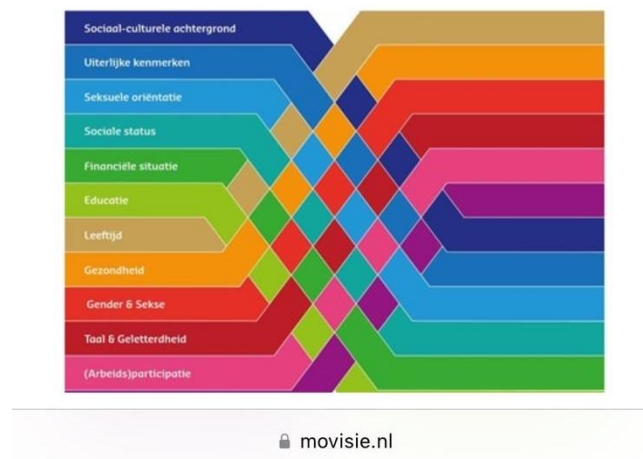 Sociaal-culturele achtergrond
Uiterlijke kenmerken
Seksuele oriëntatie
Sociale status
Financiële situatie
Educatie
Leeftijd
Gezondheid
Gender & Sekse
Taal & Geletterdheid
(Arbeids)participatie
movisie.nl